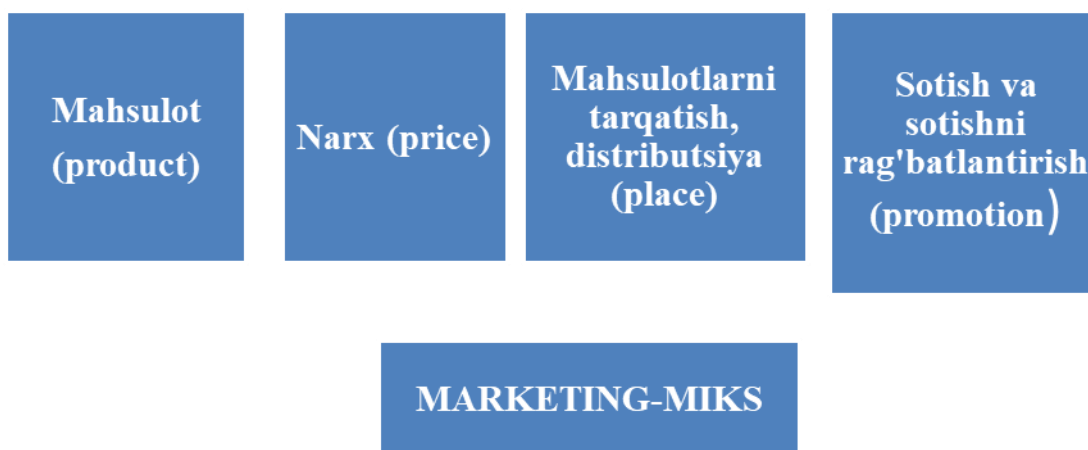 Mahsulot
(product)
Narx (price)
Mahsulotlarni
tarqatish,
distributsiya
(place)
Sotish va
sotishni
rag'batlantirish
(promotion)
MARKETING-MIKS